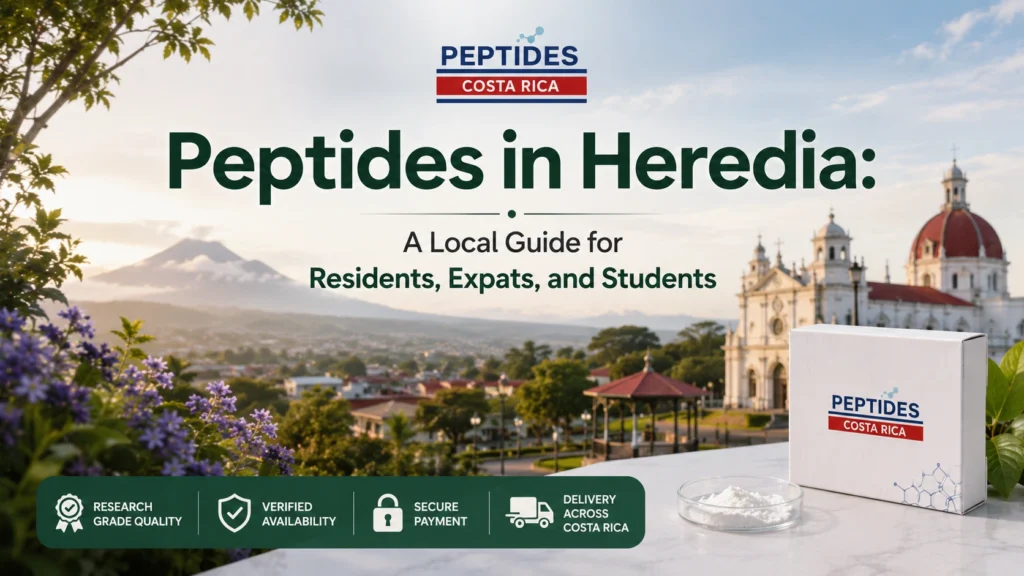 PEPTIDES
COSTA RICA
Peptides in Heredia:
A Local Guide for
Residents, Expats, and Students
PEPTIDES
COSTA RICA
RESEARCH
GRADE QUALITY
VERIFIED
AVAILABILITY
SECURE
PAYMENT
DELIVERY
ACROSS
COSTA RICA